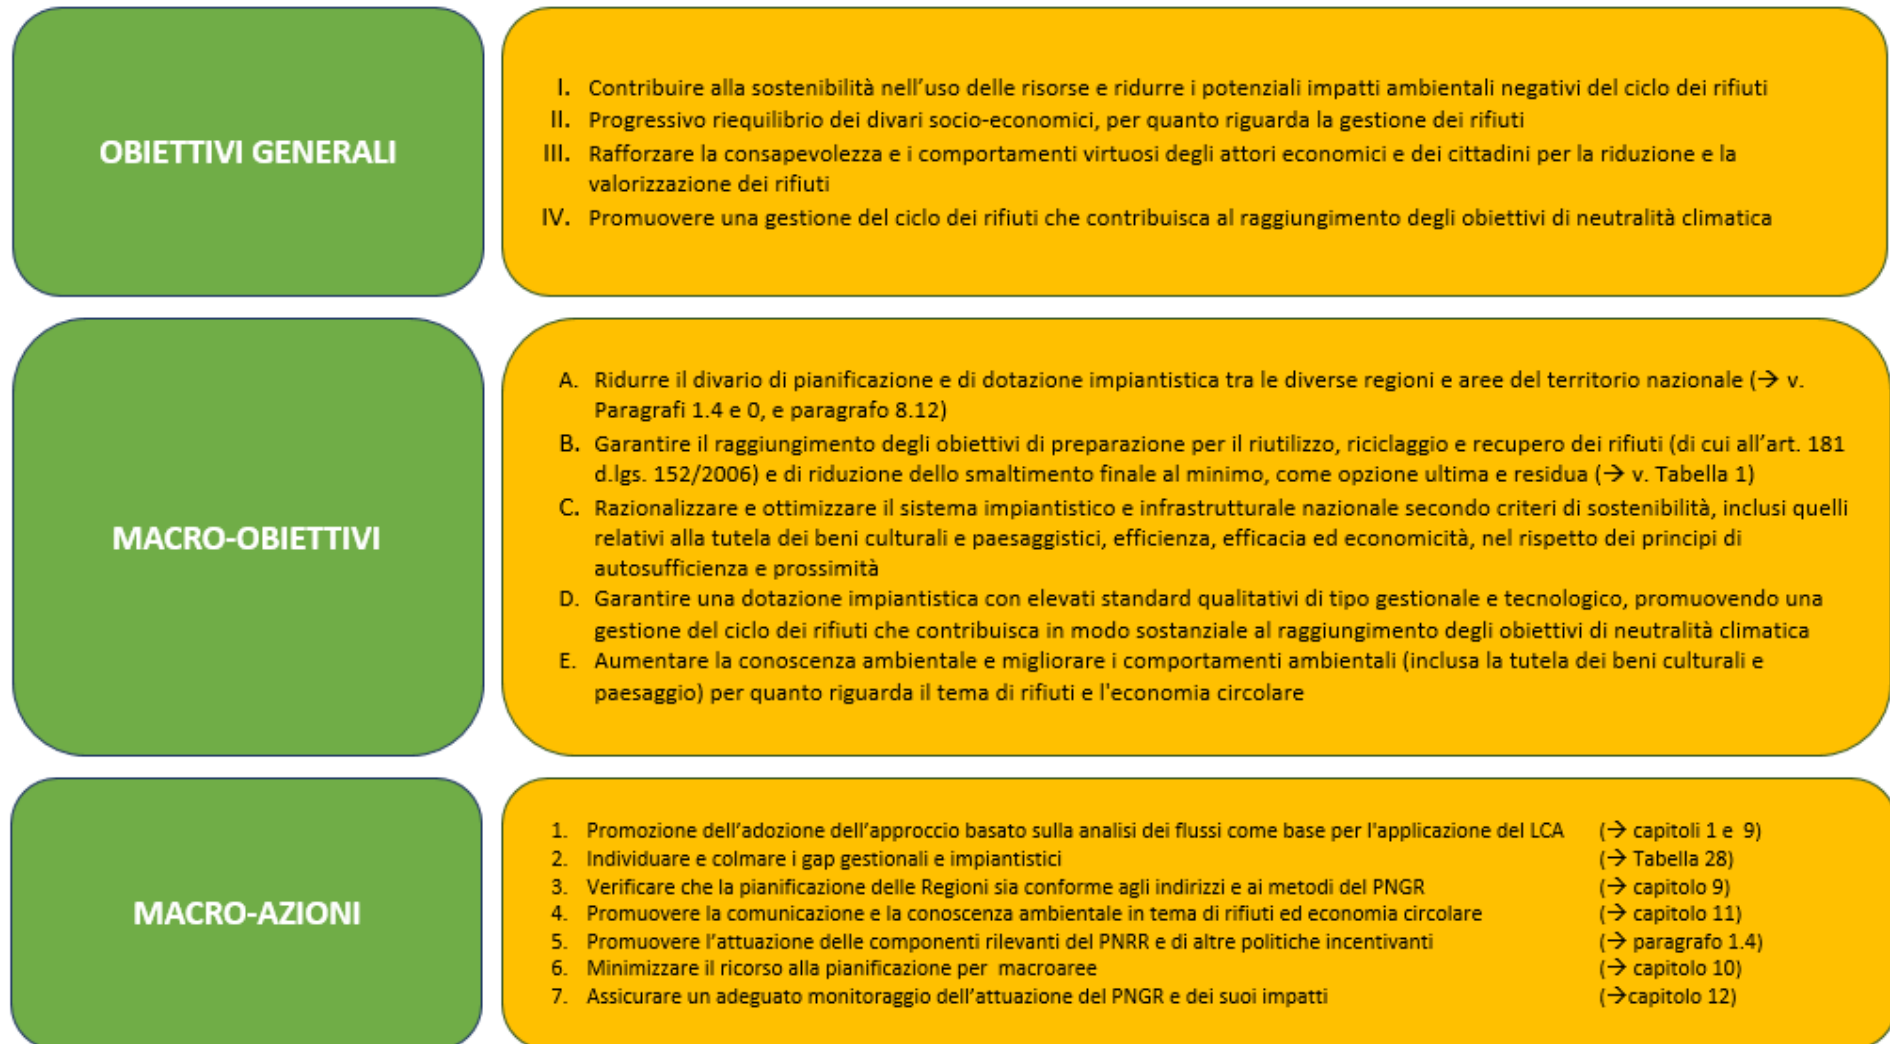 OBIETTIVI GENERALI
I. Contribuire alla sostenibilità nell'uso delle risorse e ridurre i potenziali impatti ambientali negativi del ciclo dei rifiuti
II. Progressivo riequilibrio dei divari socio-economici, per quanto riguarda la gestione dei rifiuti
III. Rafforzare la consapevolezza e i comportamenti virtuosi degli attori economici e dei cittadini per la riduzione e la
valorizzazione dei rifiuti
IV. Promuovere una gestione del ciclo dei rifiuti che contribuisca al raggiungimento degli obiettivi di neutralità climatica
MACRO-OBIETTIVI
A. Ridurre il divario di pianificazione e di dotazione impiantistica tra le diverse regioni e aree del territorio nazionale (→ v.
Paragrafi 1.4 e 0, e paragrafo 8.12)
B. Garantire il raggiungimento degli obiettivi di preparazione per il riutilizzo, riciclaggio e recupero dei rifiuti (di cui all'art. 181
d.lgs. 152/2006) e di riduzione dello smaltimento finale al minimo, come opzione ultima e residua (→ v. Tabella 1)
C. Razionalizzare e ottimizzare il sistema impiantistico e infrastrutturale nazionale secondo criteri di sostenibilità, inclusi quelli
relativi alla tutela dei beni culturali e paesaggistici, efficienza, efficacia ed economicità, nel rispetto dei principi di
autosufficienza e prossimità
D. Garantire una dotazione impiantistica con elevati standard qualitativi di tipo gestionale e tecnologico, promuovendo una
gestione del ciclo dei rifiuti che contribuisca in modo sostanziale al raggiungimento degli obiettivi di neutralità climatica
E. Aumentare la conoscenza ambientale e migliorare i comportamenti ambientali (inclusa la tutela dei beni culturali e
paesaggio) per quanto riguarda il tema di rifiuti e l'economia circolare
MACRO-AZIONI
1. Promozione dell'adozione dell'approccio basato sulla analisi dei flussi come base per l'applicazione del LCA (→ capitoli 1 e 9)
2. Individuare e colmare i gap gestionali e impiantistici (→ Tabella 28)
3. Verificare che la pianificazione delle Regioni sia conforme agli indirizzi e ai metodi del PNGR (→ capitolo 9)
4. Promuovere la comunicazione e la conoscenza ambientale in tema di rifiuti ed economia circolare (→ capitolo 11)
5. Promuovere l'attuazione delle componenti rilevanti del PNRR e di altre politiche incentivanti (→ paragrafo 1.4)
6. Minimizzare il ricorso alla pianificazione per macroaree (→ capitolo 10)
7. Assicurare un adeguato monitoraggio dell'attuazione del PNGR e dei suoi impatti (→capitolo 12)